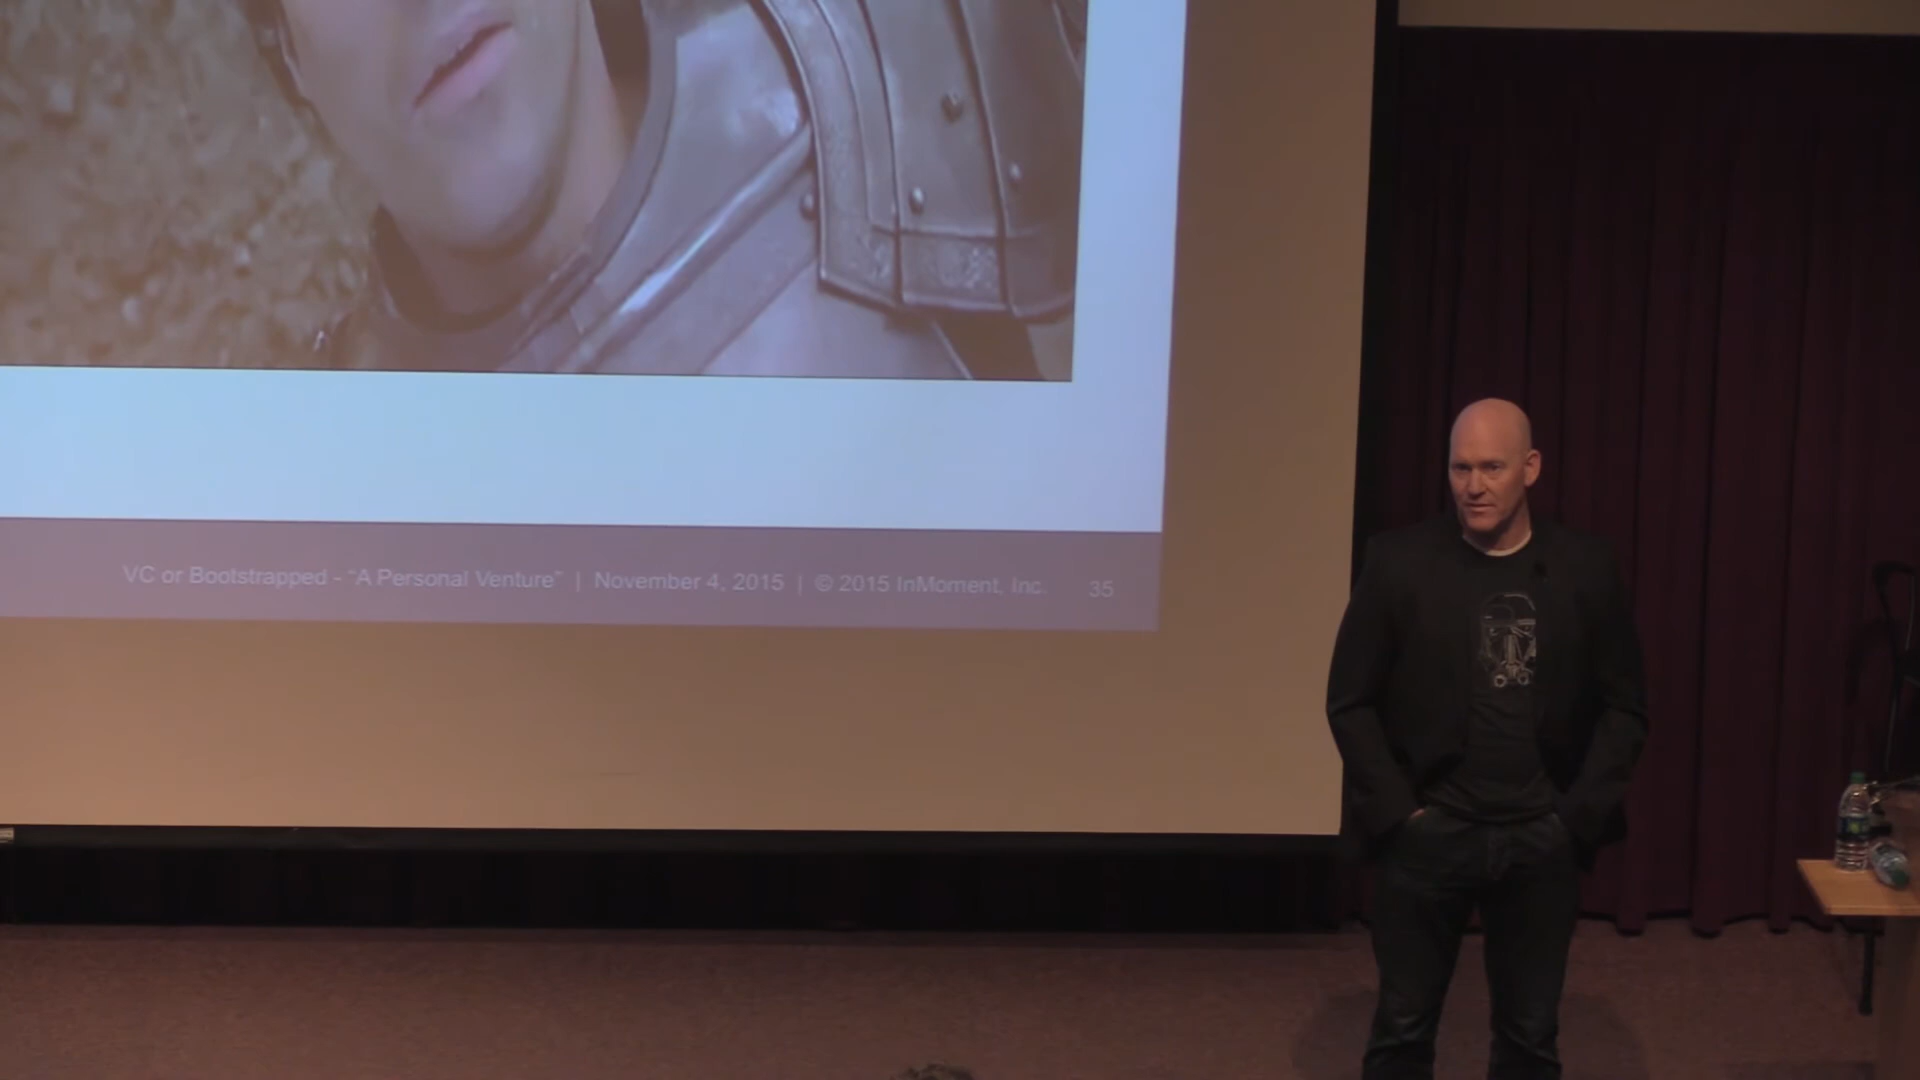 VC or Bootstrapped - "A Personal Venture" | November 4, 2015 | © 2015 InMoment, Inc. 35